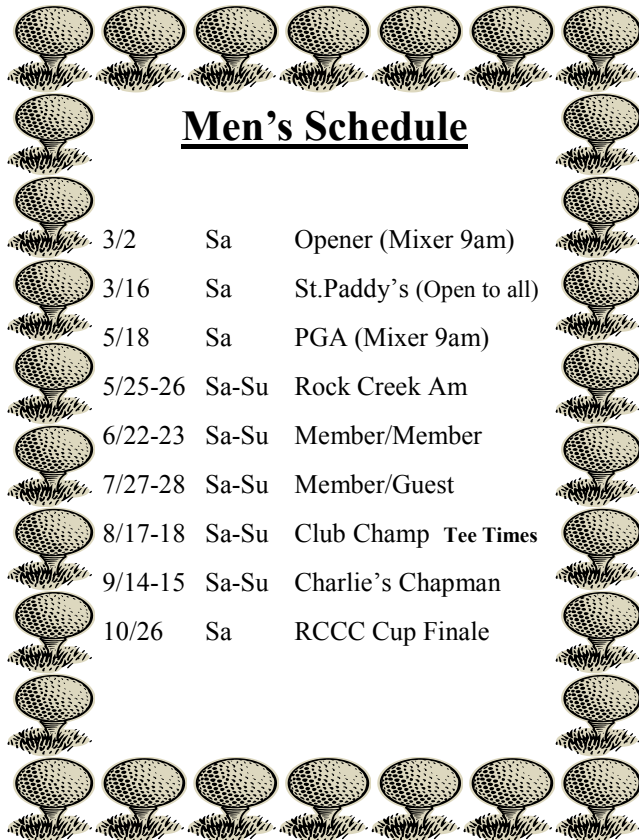 Men’s Schedule
3/2 Sa Opener (Mixer 9am)
3/16 Sa St.Paddy’s (Open to all)
5/18 Sa PGA (Mixer 9am)
5/25-26 Sa-Su Rock Creek Am
6/22-23 Sa-Su Member/Member
7/27-28 Sa-Su Member/Guest
8/17-18 Sa-Su Club Champ Tee Times
9/14-15 Sa-Su Charlie’s Chapman
10/26 Sa RCCC Cup Finale